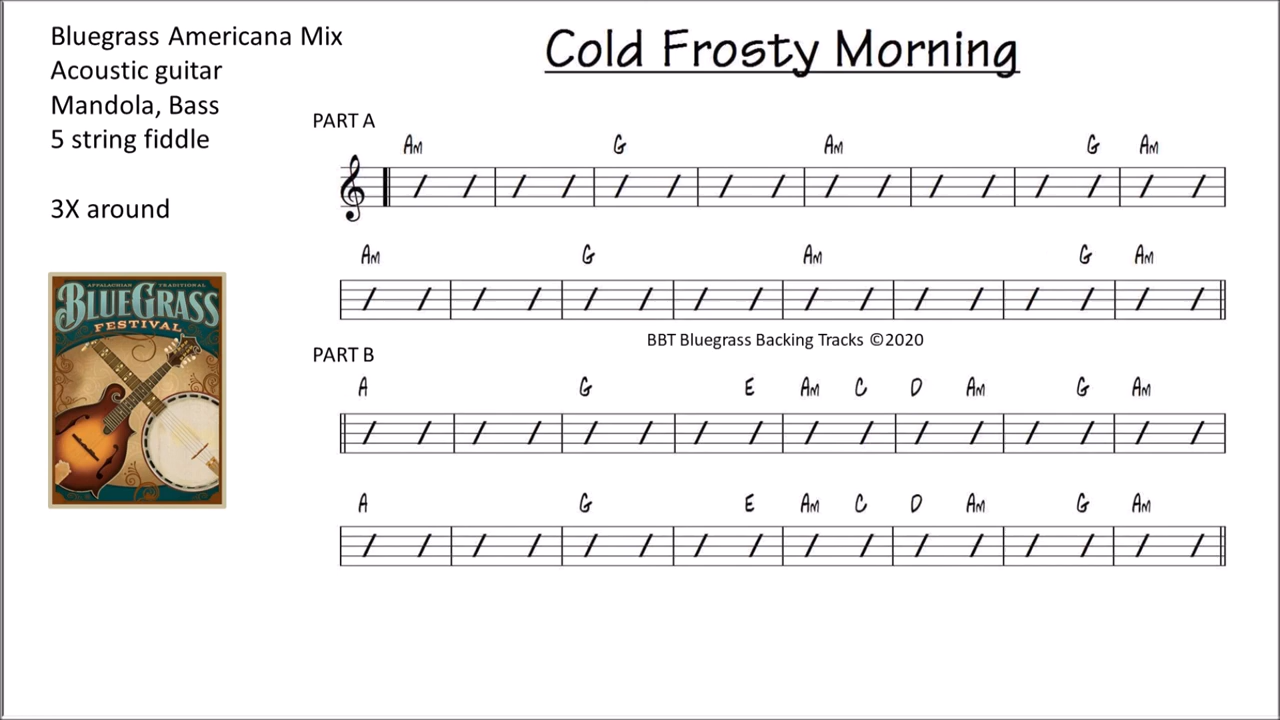 Bluegrass Americana Mix
Acoustic guitar
Mandola, Bass
5 string fiddle
3X around
APPALACHIAN TRADITIONAL
BLUEGRASS
FESTIVAL
Cold Frosty Morning
PART A
Am G Am G Am
Am G Am G Am
BBT Bluegrass Backing Tracks ©2020
PART B
A G E Am C D Am G Am
A G E Am C D Am G Am